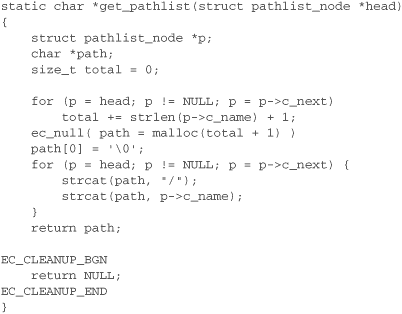 static char *get_pathlist(struct pathlist_node *head)
{
    struct pathlist_node *p;
    char *path;
    size_t total = 0;

    for (p = head; p != NULL; p = p->c_next)
        total += strlen(p->c_name) + 1;
    ec_null( path = malloc(total + 1) )
    path[0] = '\0';
    for (p = head; p != NULL; p = p->c_next) {
        strcat(path, "/");
        strcat(path, p->c_name);
    }
    return path;

EC_CLEANUP_BGN
    return NULL;
EC_CLEANUP_END
}